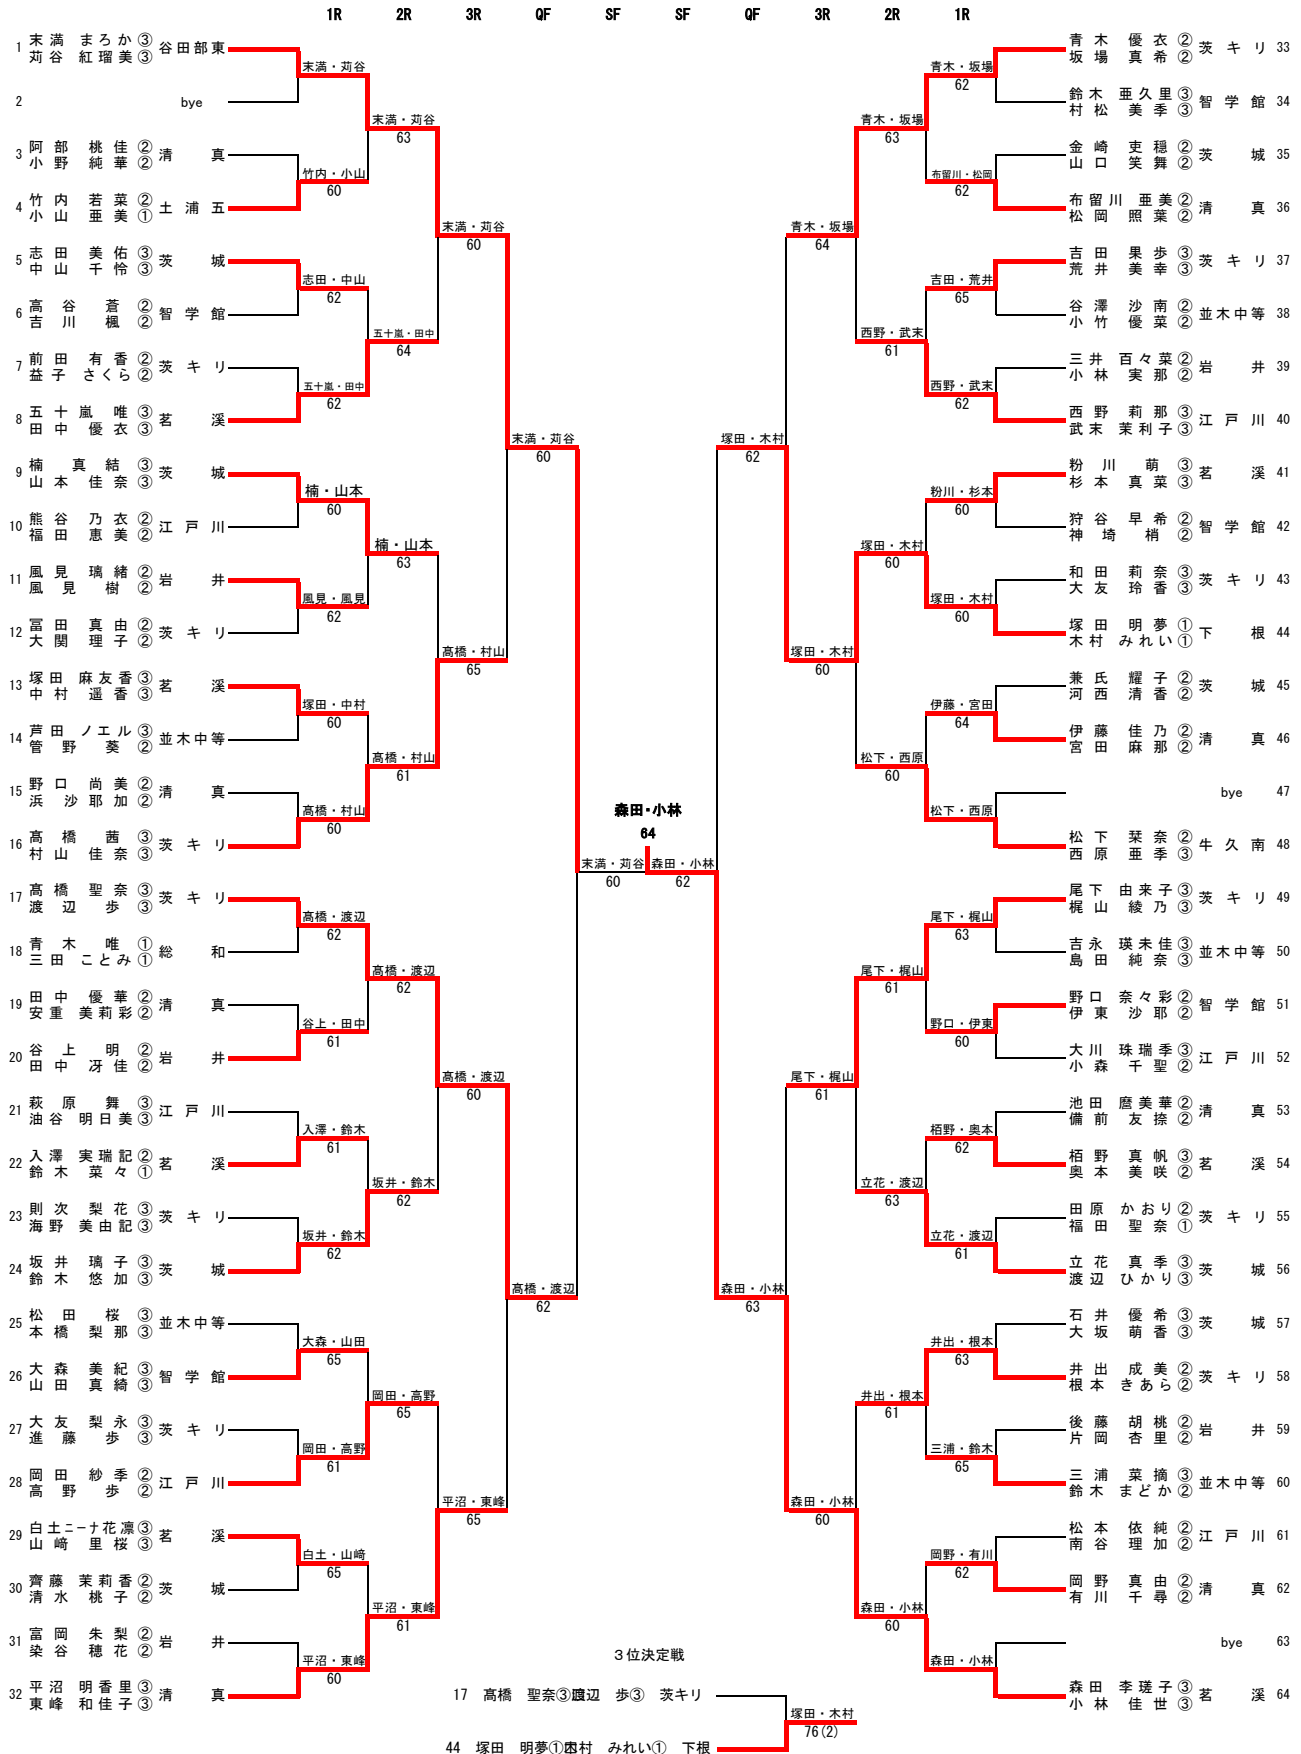 1R 2R 3R QF SF SF QF 3R 2R 1R
1 末満 まろか ③ 苅谷 紅瑠美 ③ 谷田部東
2 bye
3 阿部 桃佳 ② 小野 純華 ② 清真
4 竹内 若菜 ② 小山 亜美 ① 土浦五
5 志田 美佑 ③ 中山 千怜 ③ 茨城
6 高谷 蒼 ② 吉川 楓 ② 智学館
7 前田 有香 ② 益子 さくら ② 茨キリ
8 五十嵐 唯 ③ 田中 優衣 ③ 茗溪
9 楠 真結 ③ 山本 佳奈 ③ 茨城
10 熊谷 乃衣 ② 福田 恵美 ② 江戸川
11 風見 璃緒 ② 風見 樹 ② 岩井
12 冨田 真由 ② 大関 理子 ② 茨キリ
13 塚田 麻友香 ③ 中村 遥香 ③ 茗溪
14 芦田 ノエル ③ 管野 葵 ② 並木中等
15 野口 尚美 ② 浜 沙耶加 ② 清真
16 髙橋 茜 ③ 村山 佳奈 ③ 茨キリ
17 髙橋 聖奈 ③ 渡辺 歩 ③ 茨キリ
18 青木 唯 ① 三田 ことみ ① 総和
19 田中 優華 ② 安重 美莉彩 ② 清真
20 谷上 明 ② 田中 冴佳 ② 岩井
21 萩原 舞 ③ 油谷 明日美 ③ 江戸川
22 入澤 実瑞記 ② 鈴木 菜々 ① 茗溪
23 則次 梨花 ③ 海野 美由記 ③ 茨キリ
24 坂井 璃子 ③ 鈴木 悠加 ③ 茨城
25 松田 桜 ③ 本橋 梨那 ③ 並木中等
26 大森 美紀 ③ 山田 真綺 ③ 智学館
27 大友 梨永 ③ 進藤 歩 ③ 茨キリ
28 岡田 紗季 ② 高野 歩 ② 江戸川
29 白土 ニーナ花凛 ③ 山﨑 里桜 ③ 茗溪
30 齊藤 茉莉香 ② 清水 桃子 ② 茨城
31 富岡 朱梨 ② 染谷 穂花 ② 岩井
32 平沼 明香里 ③ 東峰 和佳子 ③ 清真
末満・苅谷
竹内・小山 60
志田・中山 62
五十嵐・田中 62
楠・山本 60
風見・風見 62
塚田・中村 60
髙橋・村山 60
髙橋・渡辺 62
谷上・田中 61
入澤・鈴木 61
坂井・鈴木 62
大森・山田 65
岡田・高野 61
白土・山﨑 65
平沼・東峰 60
末満・苅谷 63
五十嵐・田中 64
楠・山本 63
髙橋・村山 61
髙橋・渡辺 62
坂井・鈴木 62
岡田・高野 65
平沼・東峰 61
末満・苅谷 60
髙橋・村山 65
髙橋・渡辺 60
平沼・東峰 65
末満・苅谷 60
髙橋・渡辺 62
末満・苅谷 60
森田・小林
64
森田・小林 62
塚田・木村 62
森田・小林 63
青木・坂場 64
塚田・木村 60
尾下・梶山 61
森田・小林 60
青木・坂場 63
西野・武末 61
塚田・木村 60
松下・西原 60
尾下・梶山 61
立花・渡辺 63
井出・根本 61
森田・小林 60
青木・坂場 62
布留川・松岡 62
吉田・荒井 65
西野・武末 62
粉川・杉本 60
塚田・木村 60
伊藤・宮田 64
松下・西原
尾下・梶山 63
野口・伊東 60
栢野・奥本 62
立花・渡辺 61
井出・根本 63
三浦・鈴木 65
岡野・有川 62
森田・小林
青木 優衣 ② 坂場 真希 ② 茨キリ 33
鈴木 亜久里 ③ 村松 美季 ③ 智学館 34
金崎 吏穏 ② 山口 笑舞 ② 茨城 35
布留川 亜美 ② 松岡 照葉 ② 清真 36
吉田 果歩 ③ 荒井 美幸 ③ 茨キリ 37
谷澤 沙南 ② 小竹 優菜 ② 並木中等 38
三井 百々菜 ② 小林 実那 ② 岩井 39
西野 莉那 ③ 武末 茉利子 ③ 江戸川 40
粉川 萌 ③ 杉本 真菜 ③ 茗溪 41
狩谷 早希 ② 神埼 梢 ② 智学館 42
和田 莉奈 ③ 大友 玲香 ③ 茨キリ 43
塚田 明夢 ① 木村 みれい ① 下根 44
兼氏 耀子 ② 河西 清香 ② 茨城 45
伊藤 佳乃 ② 宮田 麻那 ② 清真 46
bye 47
松下 栞奈 ② 西原 亜季 ③ 牛久南 48
尾下 由来子 ③ 梶山 綾乃 ③ 茨キリ 49
吉永 瑛未佳 ③ 島田 純奈 ③ 並木中等 50
野口 奈々彩 ② 伊東 沙耶 ② 智学館 51
大川 珠瑞季 ③ 小森 千聖 ② 江戸川 52
池田 麿美華 ② 備前 友捺 ② 清真 53
栢野 真帆 ③ 奥本 美咲 ② 茗溪 54
田原 かおり ② 福田 聖奈 ① 茨キリ 55
立花 真季 ③ 渡辺 ひかり ③ 茨城 56
石井 優希 ③ 大坂 萌香 ③ 茨城 57
井出 成美 ② 根本 きあら ② 茨キリ 58
後藤 胡桃 ② 片岡 杏里 ② 岩井 59
三浦 菜摘 ③ 鈴木 まどか ② 並木中等 60
松本 依純 ② 南谷 理加 ② 江戸川 61
岡野 真由 ② 有川 千尋 ② 清真 62
bye 63
森田 李瑳子 ③ 小林 佳世 ③ 茗溪 64
３位決定戦
17 髙橋 聖奈③ 渡辺 歩③ 茨キリ
塚田・木村
76(2)
44 塚田 明夢① 木村 みれい① 下根